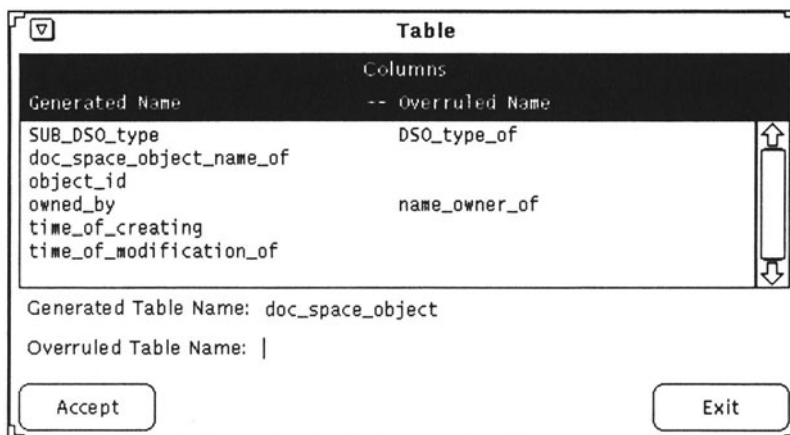 Table
Columns
Generated Name -- Overruled Name
SUB_DSO_type DSO_type_of
doc_space_object_name_of
object_id
owned_by name_owner_of
time_of_creating
time_of_modification_of
Generated Table Name: doc_space_object
Overruled Table Name:
Accept Exit